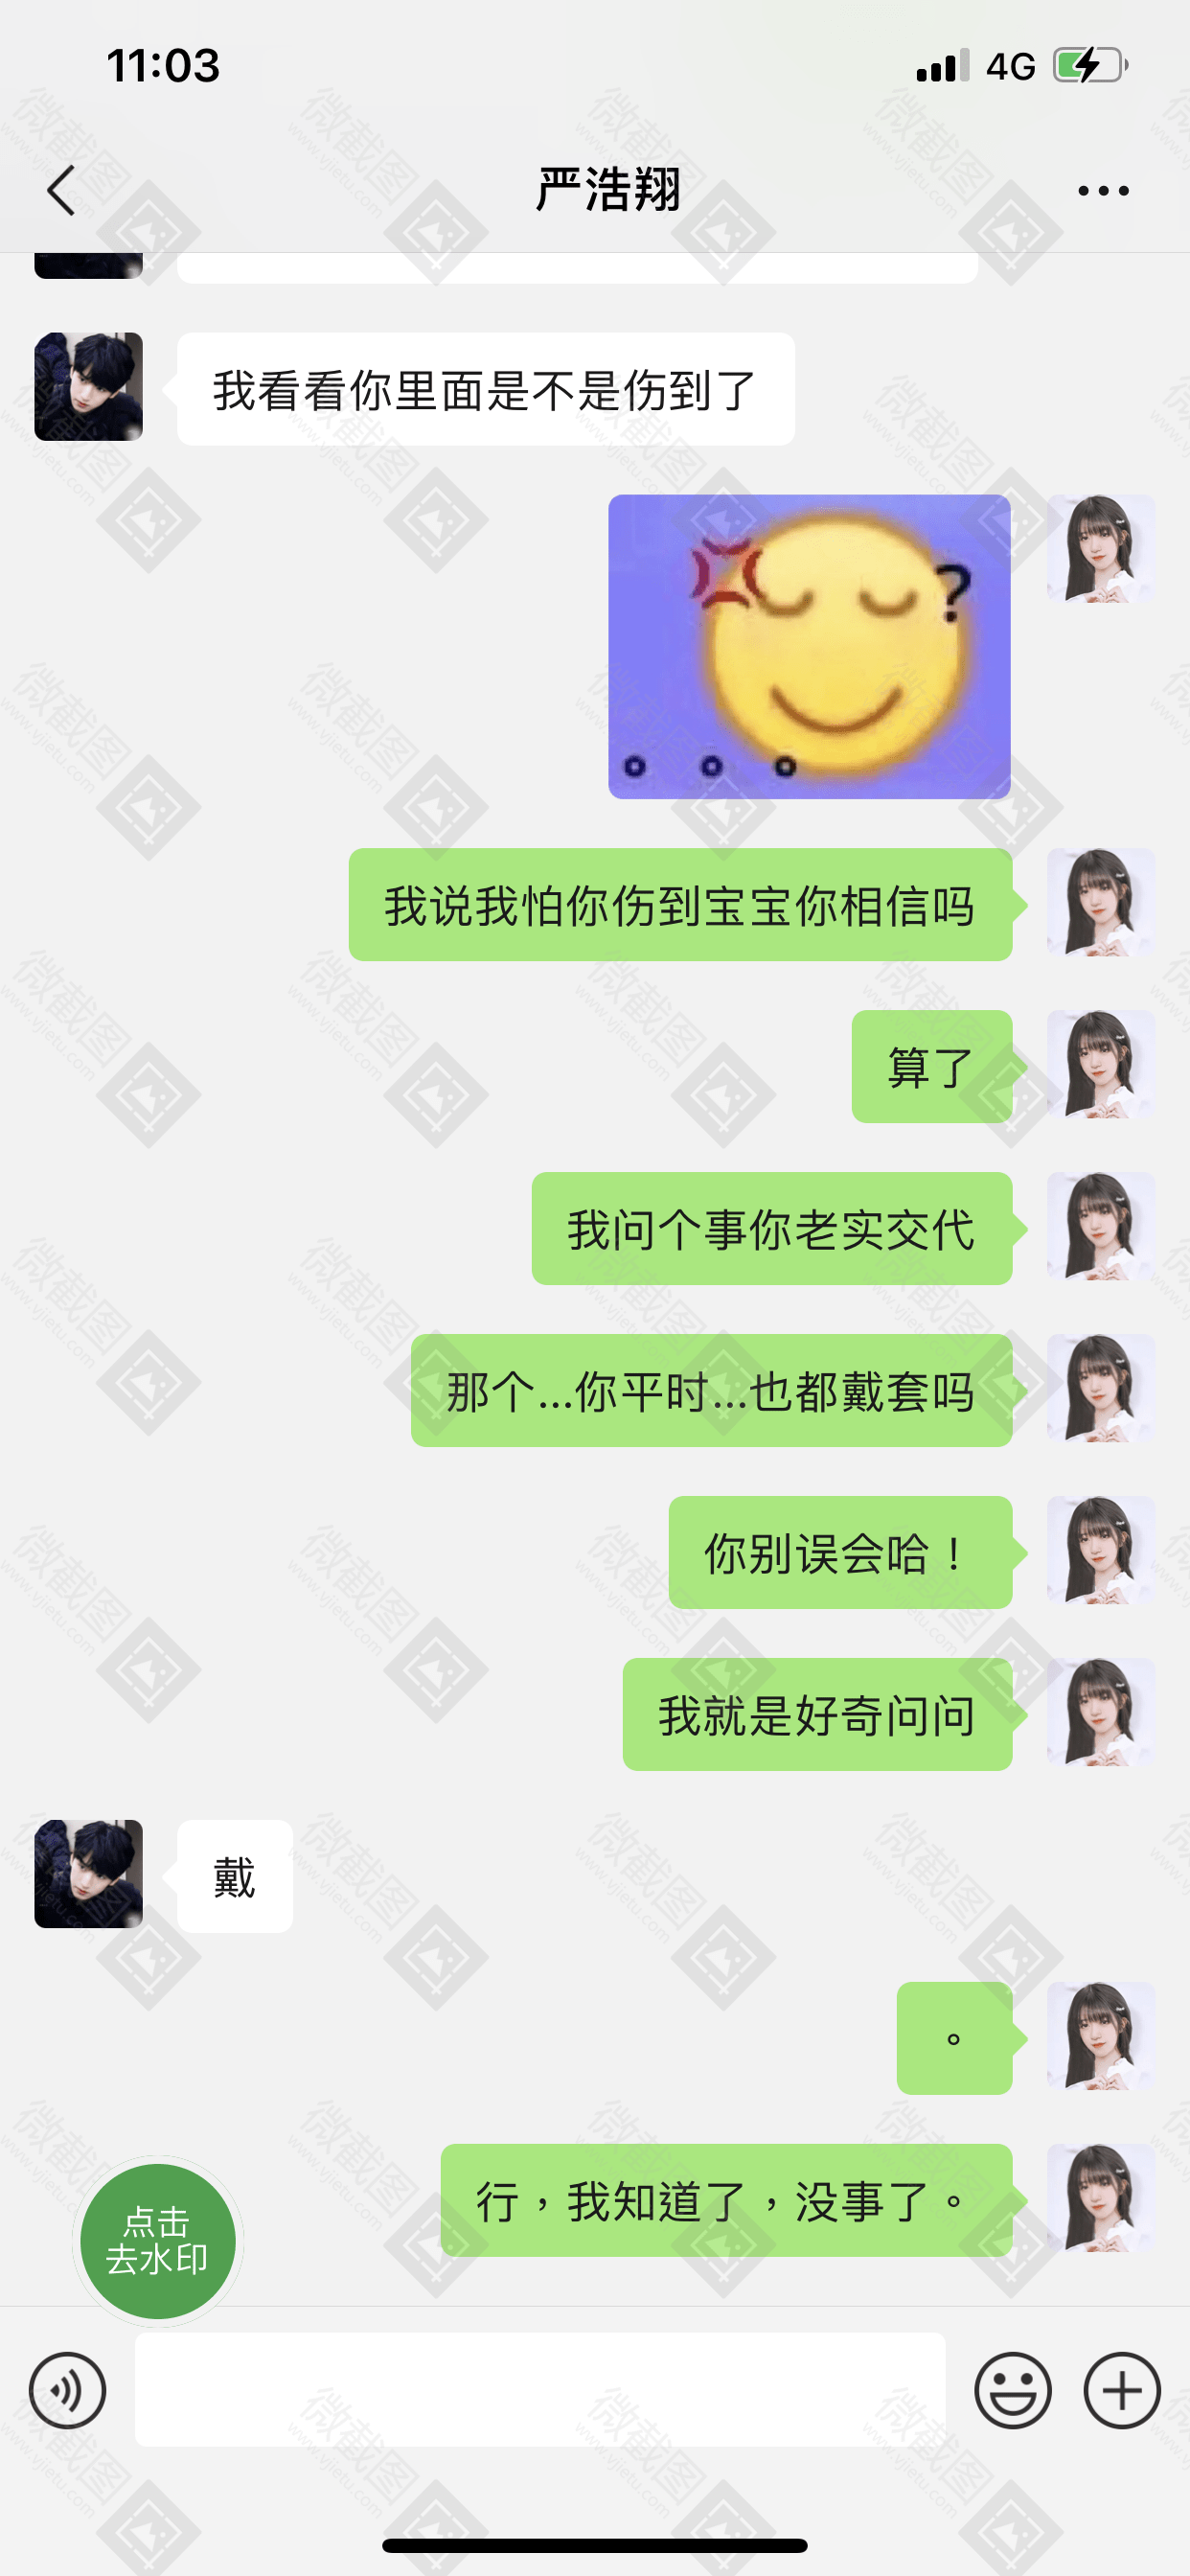 11:03
4G
严浩翔
我看看你里面是不是伤到了
?
我说我怕你伤到宝宝你相信吗
算了
我问个事你老实交代
那个...你平时...也都戴套吗
你别误会哈！
我就是好奇问问
戴
。
行，我知道了，没事了。
点击
去水印
微截图
www.vjietu.com